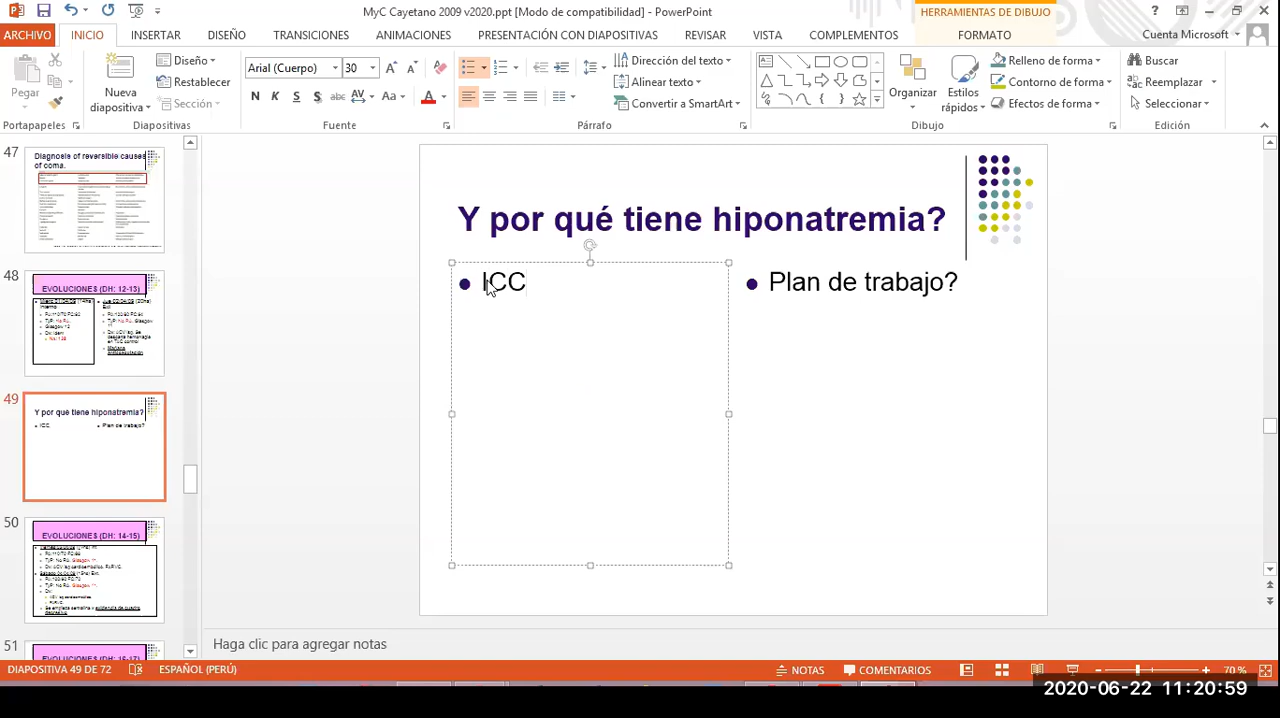 MyC Cayetano 2009 v2020.ppt [Modo de compatibilidad] - PowerPoint
HERRAMIENTAS DE DIBUJO
ARCHIVO INICIO INSERTAR DISEÑO TRANSICIONES ANIMACIONES PRESENTACIÓN CON DIAPOSITIVAS REVISAR VISTA COMPLEMENTOS FORMATO
Cuenta Microsoft
Pegar
Nueva diapositiva
Diseño
Restablecer
Sección
Arial (Cuerpo) 30
N K S S abc AV Aa A
Dirección del texto
Alinear texto
Convertir a SmartArt
Organizar
Estilos rápidos
Relleno de forma
Contorno de forma
Efectos de forma
Buscar
Reemplazar
Seleccionar
Portapapeles Diapositivas Fuente Párrafo Dibujo Edición
47
Diagnosis of reversible causes of coma.
48
EVOLUCIONES (DH: 12-13)
49
Y por qué tiene hiponatremia?
ICC
Plan de trabajo?
50
EVOLUCIONES (DH: 14-15)
51
Y por qué tiene hiponatremia?
ICC
Plan de trabajo?
Haga clic para agregar notas
DIAPOSITIVA 49 DE 72 ESPAÑOL (PERÚ) NOTAS COMENTARIOS 70 %
2020-06-22 11:20:59